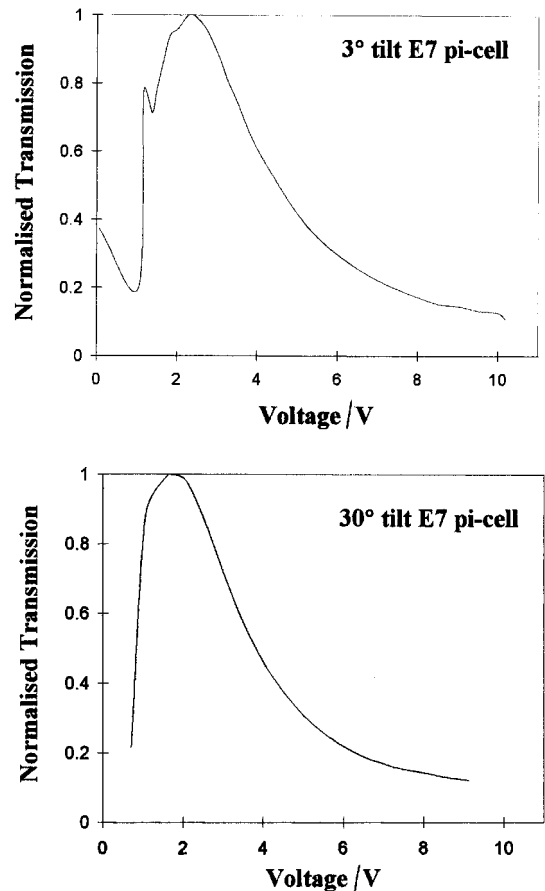 3° tilt E7 pi-cell
Normalised Transmission
1
0.8
0.6
0.4
0.2
0
0 2 4 6 8 10
Voltage/V
30° tilt E7 pi-cell
Normalised Transmission
1
0.8
0.6
0.4
0.2
0
0 2 4 6 8 10
Voltage/V